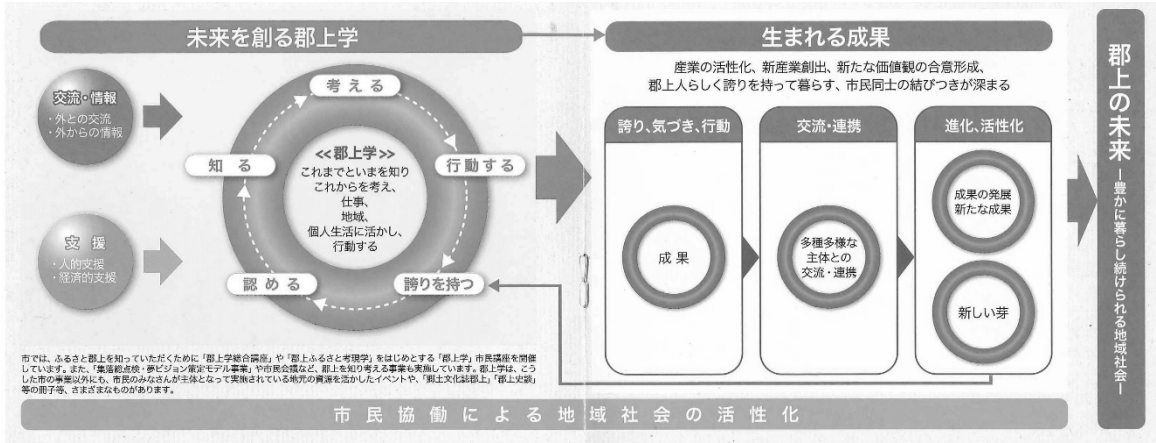 未来を創る郡上学
交流・情報
・外との交流
・外からの情報
支 援
・人的支援
・経済的支援
考える
行動する
誇りを持つ
認める
知る
≪郡上学≫
これまでといまを知り
これからを考え、
仕事、
地域、
個人生活に活かし、
行動する
生まれる成果
産業の活性化、新産業創出、新たな価値観の合意形成、
郡上人らしく誇りを持って暮らす、市民同士の結びつきが深まる
誇り、気づき、行動
成 果
交流・連携
多種多様な
主体との
交流・連携
進化、活性化
成果の発展
新たな成果
新しい芽
郡上の未来 ―豊かに暮らし続けられる地域社会―
市では、ふるさと郡上を知っていただくために「郡上学総合講座」や「郡上ふるさと考現学」をはじめとする「郡上学」市民講座を開催
しています。また、「集落総点検・夢ビジョン策定モデル事業」や市民会議など、郡上を知り考える事業も実施しています。郡上学は、こう
した市の事業以外にも、市民のみなさんが主体となって実施されている地元の資源を活かしたイベントや、「郷土文化誌郡上」「郡上史談」
等の冊子等、さまざまなものがあります。
市民協働による地域社会の活性化